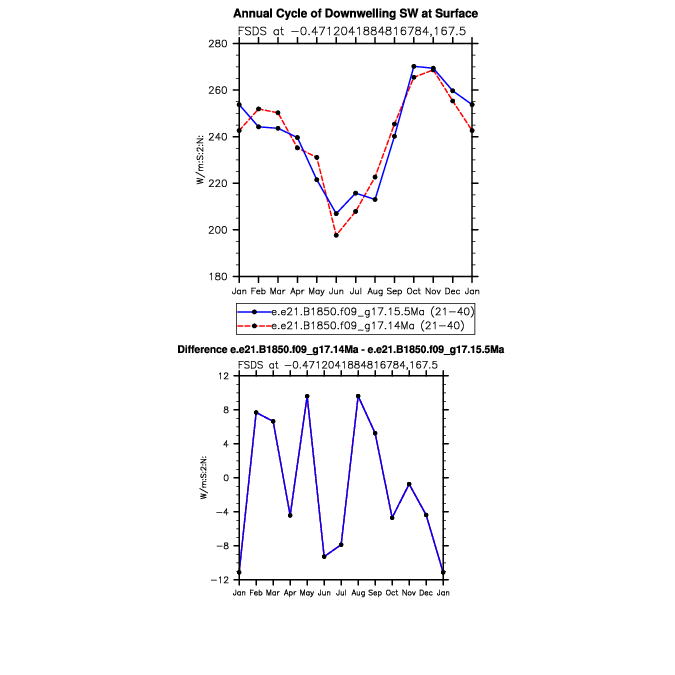 Annual Cycle of Downwelling SW at Surface
FSDS at −0.4712041884816784,167.5
280
260
240
220
200
180
W/m:S:2:N:
Jan Feb Mar Apr May Jun Jul Aug Sep Oct Nov Dec Jan
e.e21.B1850.f09_g17.15.5Ma (21−40)
e.e21.B1850.f09_g17.14Ma (21−40)
Difference e.e21.B1850.f09_g17.14Ma - e.e21.B1850.f09_g17.15.5Ma
FSDS at −0.4712041884816784,167.5
12
8
4
0
−4
−8
−12
W/m:S:2:N:
Jan Feb Mar Apr May Jun Jul Aug Sep Oct Nov Dec Jan